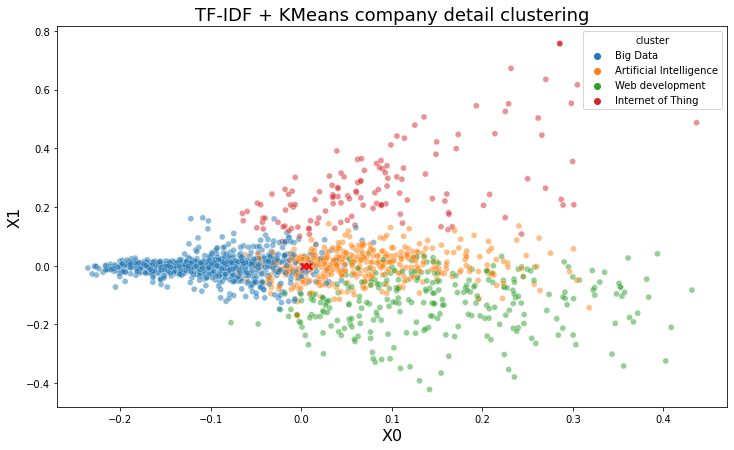 TF-IDF + KMeans company detail clustering
cluster
Big Data
Artificial Intelligence
Web development
Internet of Thing
X1
0.8
0.6
0.4
0.2
0.0
−0.2
−0.4
−0.2
−0.1
0.0
0.1
0.2
0.3
0.4
X0